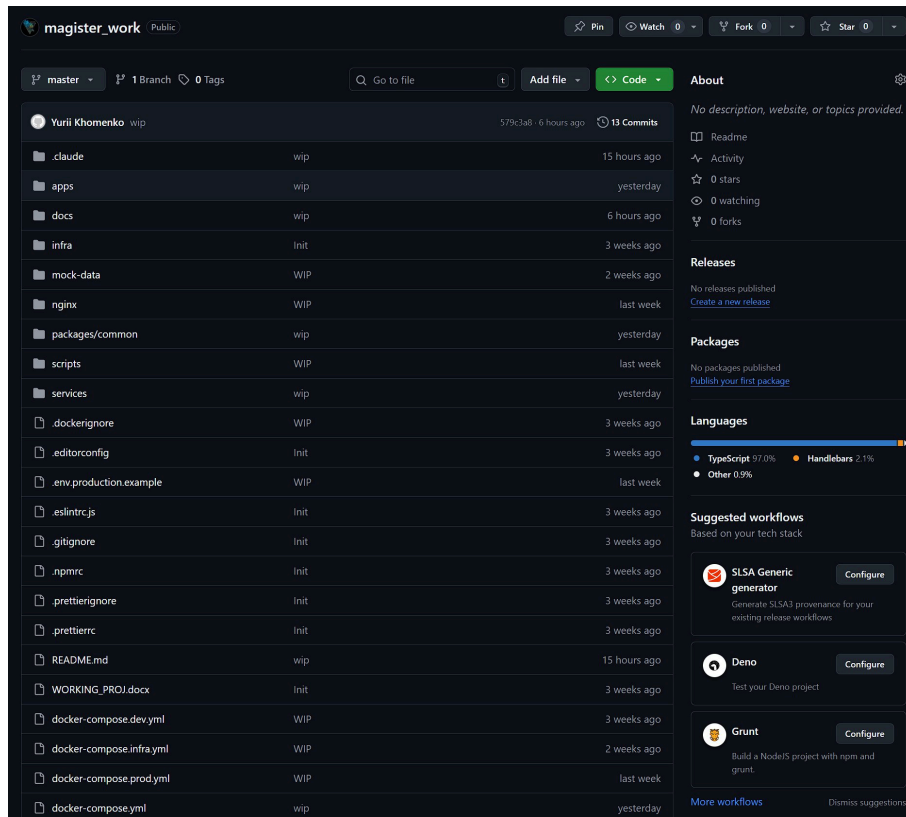 magister_work Public
Pin Watch 0 Fork 0 Star 0
master 1 Branch 0 Tags Go to file t Add file Code
Yurii Khomenko wip 579c3a8 · 6 hours ago 13 Commits
.claude wip 15 hours ago
apps wip yesterday
docs wip 6 hours ago
infra Init 3 weeks ago
mock-data WIP 2 weeks ago
nginx WIP last week
packages/common wip yesterday
scripts WIP last week
services wip yesterday
.dockerignore WIP 3 weeks ago
.editorconfig Init 3 weeks ago
.env.production.example WIP last week
.eslintrc.js Init 3 weeks ago
.gitignore Init 3 weeks ago
.npmrc Init 3 weeks ago
.prettierignore Init 3 weeks ago
.prettierrc Init 3 weeks ago
README.md wip 15 hours ago
WORKING_PROJ.docx Init 3 weeks ago
docker-compose.dev.yml WIP 3 weeks ago
docker-compose.infra.yml WIP 2 weeks ago
docker-compose.prod.yml WIP last week
docker-compose.yml wip yesterday
About
No description, website, or topics provided.
Readme
Activity
0 stars
0 watching
0 forks
Releases
No releases published
Create a new release
Packages
No packages published
Publish your first package
Languages
TypeScript 97.0% Handlebars 2.1%
Other 0.9%
Suggested workflows
Based on your tech stack
SLSA Generic
generator
Configure
Generate SLSA3 provenance for your
existing release workflows
Deno
Configure
Test your Deno project
Grunt
Configure
Build a NodeJS project with npm and
grunt.
More workflows Dismiss suggestions